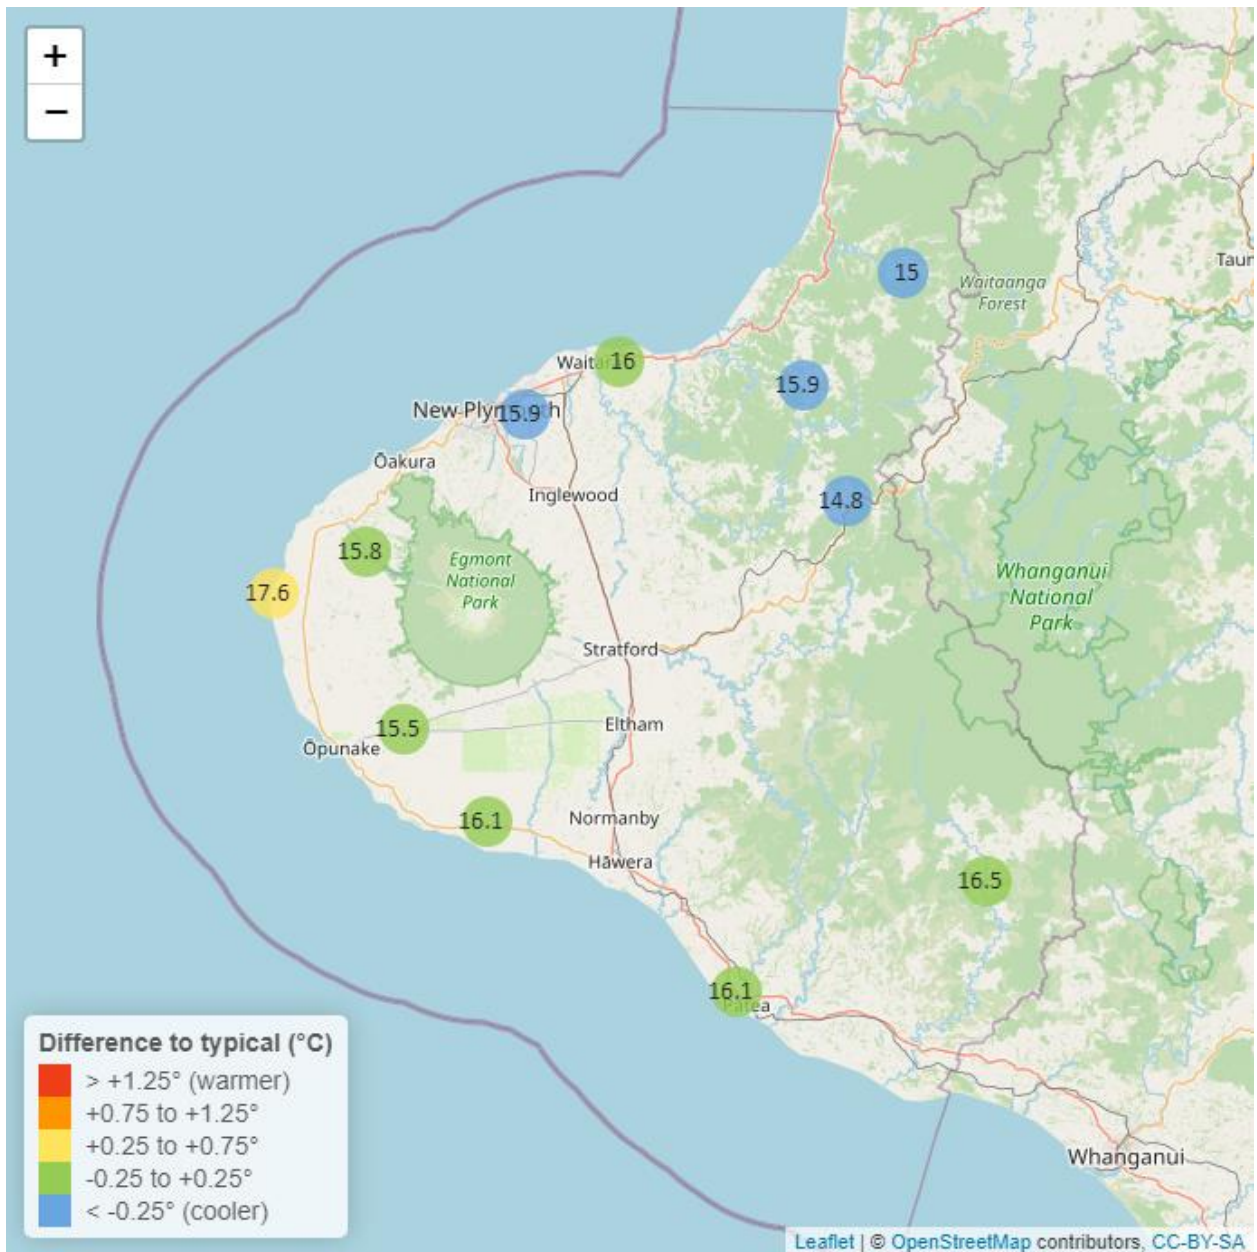 +
−
Taun
15
Waitaanga
Forest
16
15.9
15.9
Ōakura
Inglewood
14.8
15.8
Egmont
National
Park
Whanganui
National
Park
17.6
Stratford
15.5
Eltham
Ōpunake
16.1
Normanby
Hāwera
16.5
16.1
Whanganui
Difference to typical (°C)
> +1.25° (warmer)
+0.75 to +1.25°
+0.25 to +0.75°
-0.25 to +0.25°
< -0.25° (cooler)
Leaflet | © OpenStreetMap contributors, CC-BY-SA